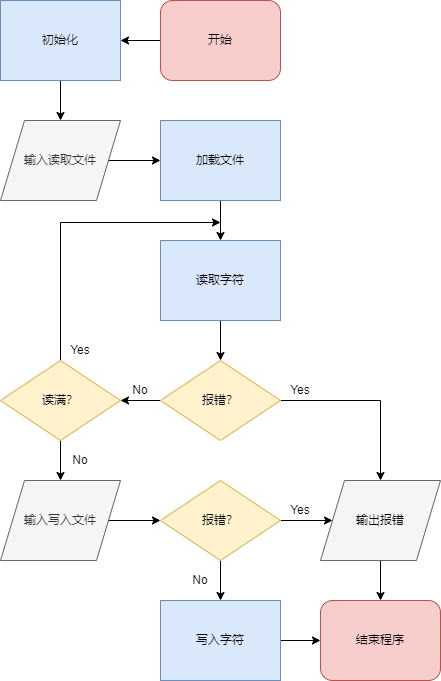 初始化
开始
输入读取文件
加载文件
读取字符
Yes
读满?
No
报错?
Yes
No
输入写入文件
报错?
Yes
输出报错
No
写入字符
结束程序